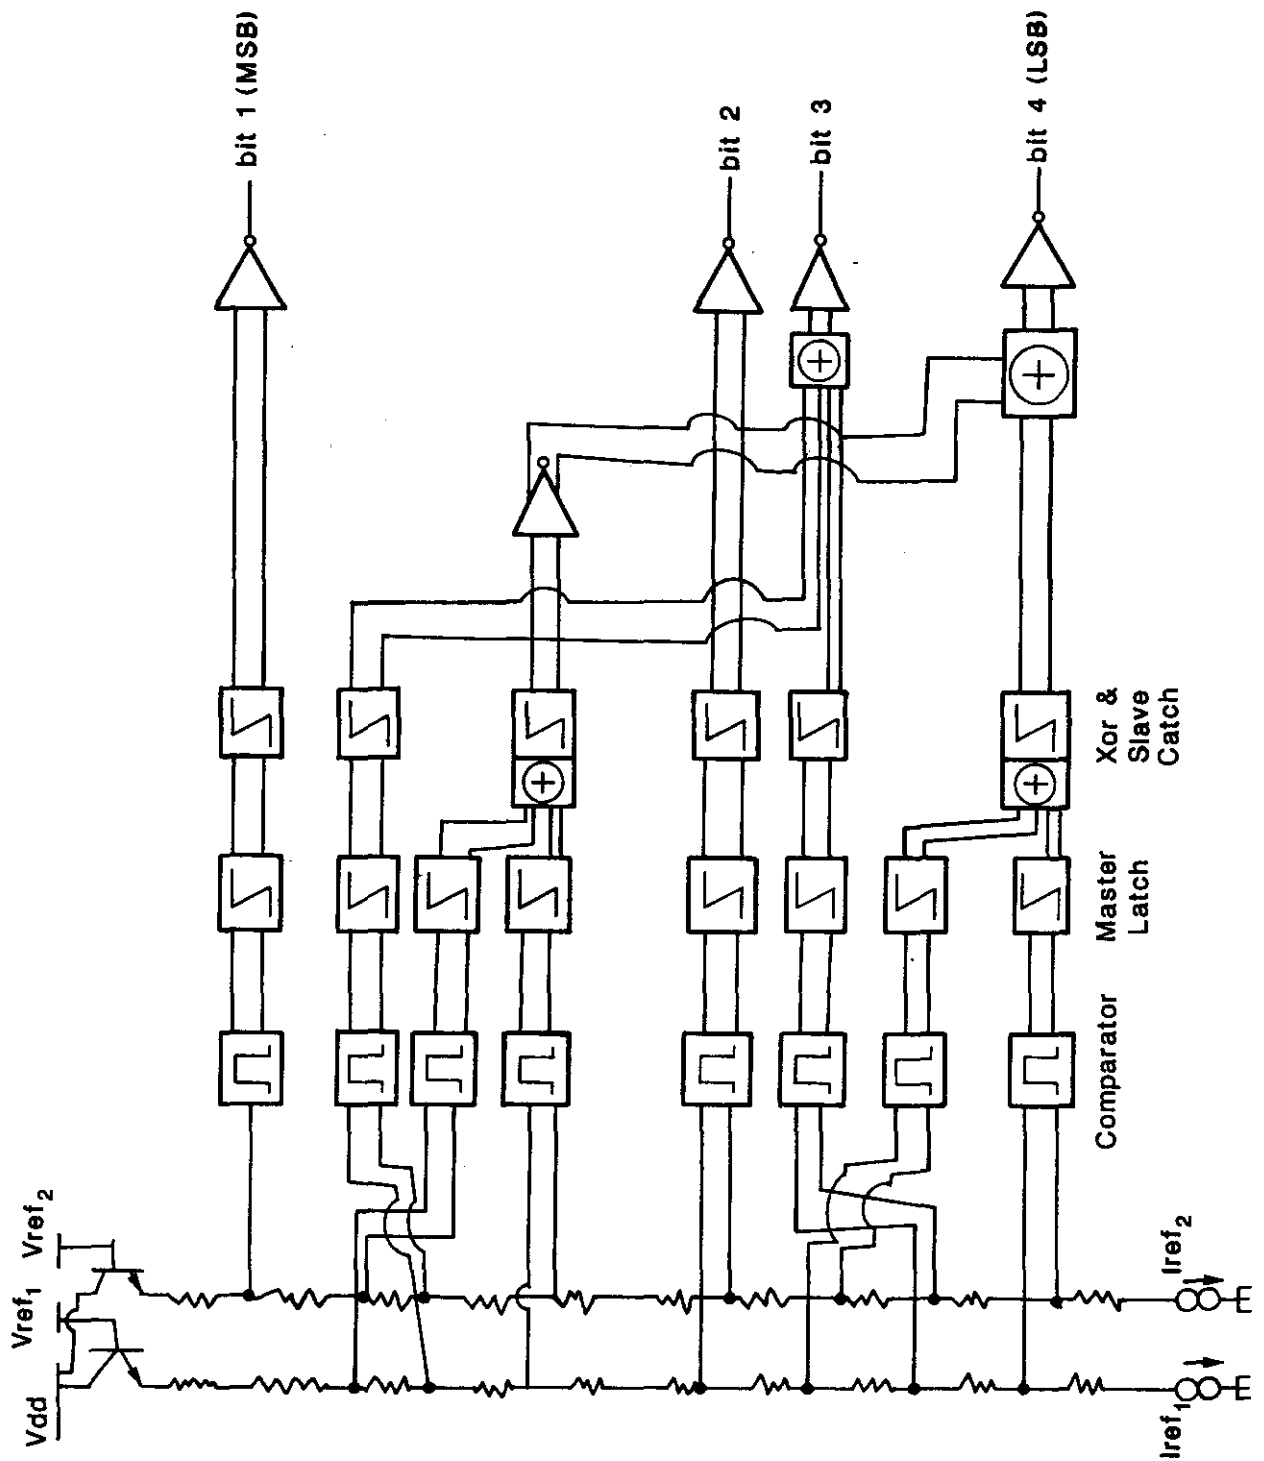 bit 1 (MSB)
bit 2
bit 3
bit 4 (LSB)
Xor &
Slave
Catch
Master
Latch
Comparator
Vref2
Vref1
Vdd
Iref2
Iref1